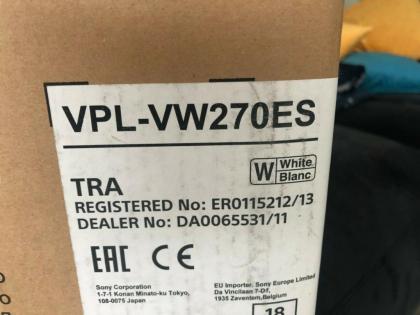 VPL-VW270ES
W White
Blanc
TRA
REGISTERED No: ER0115212/13
DEALER No: DA0065531/11
EAC CE
Sony Corporation
1-7-1 Konan Minato-ku Tokyo,
108-0075 Japan
EU Importer: Sony Europe Limited
Da Vincilaan 7-D1,
1935 Zaventem, Belgium
18